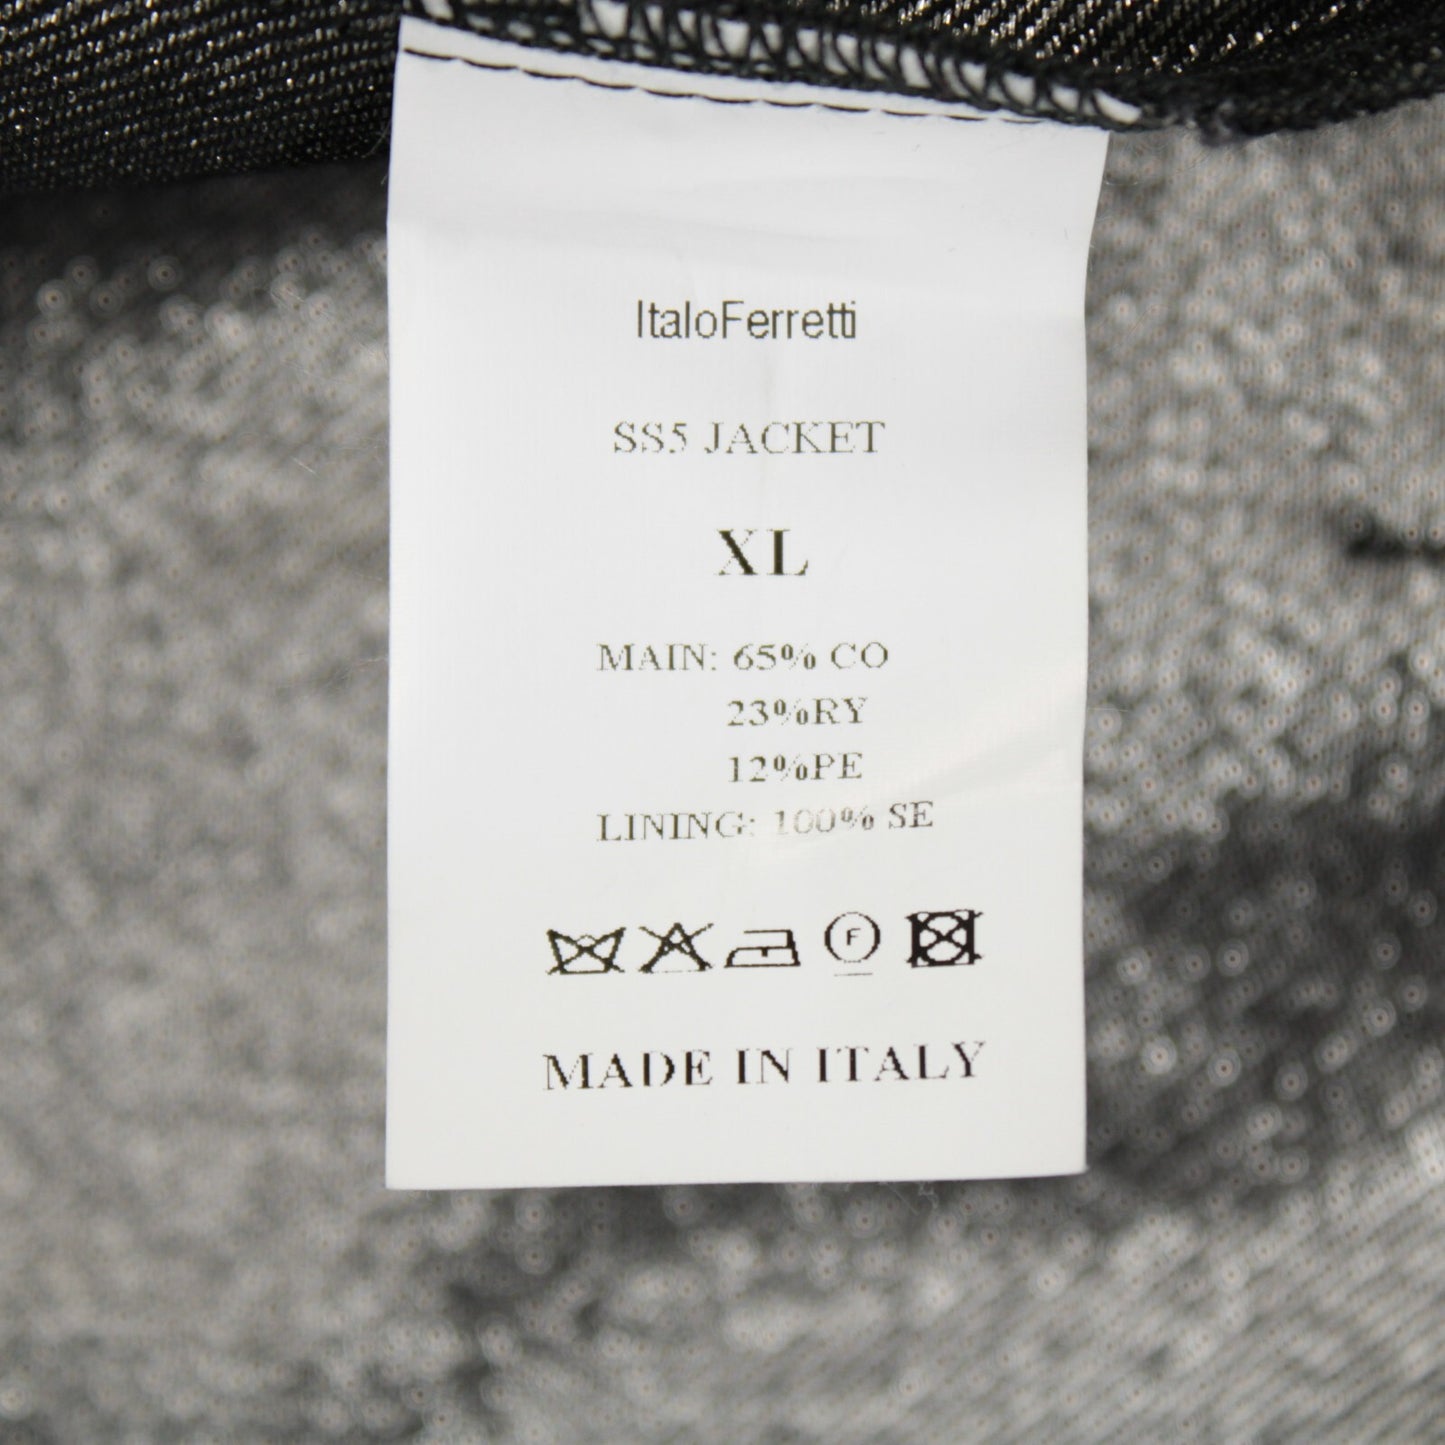 ItaloFerretti
SS5 JACKET
XL
MAIN: 65% CO
23%RY
12%PE
LINING: 100% SE
F
MADE IN ITALY